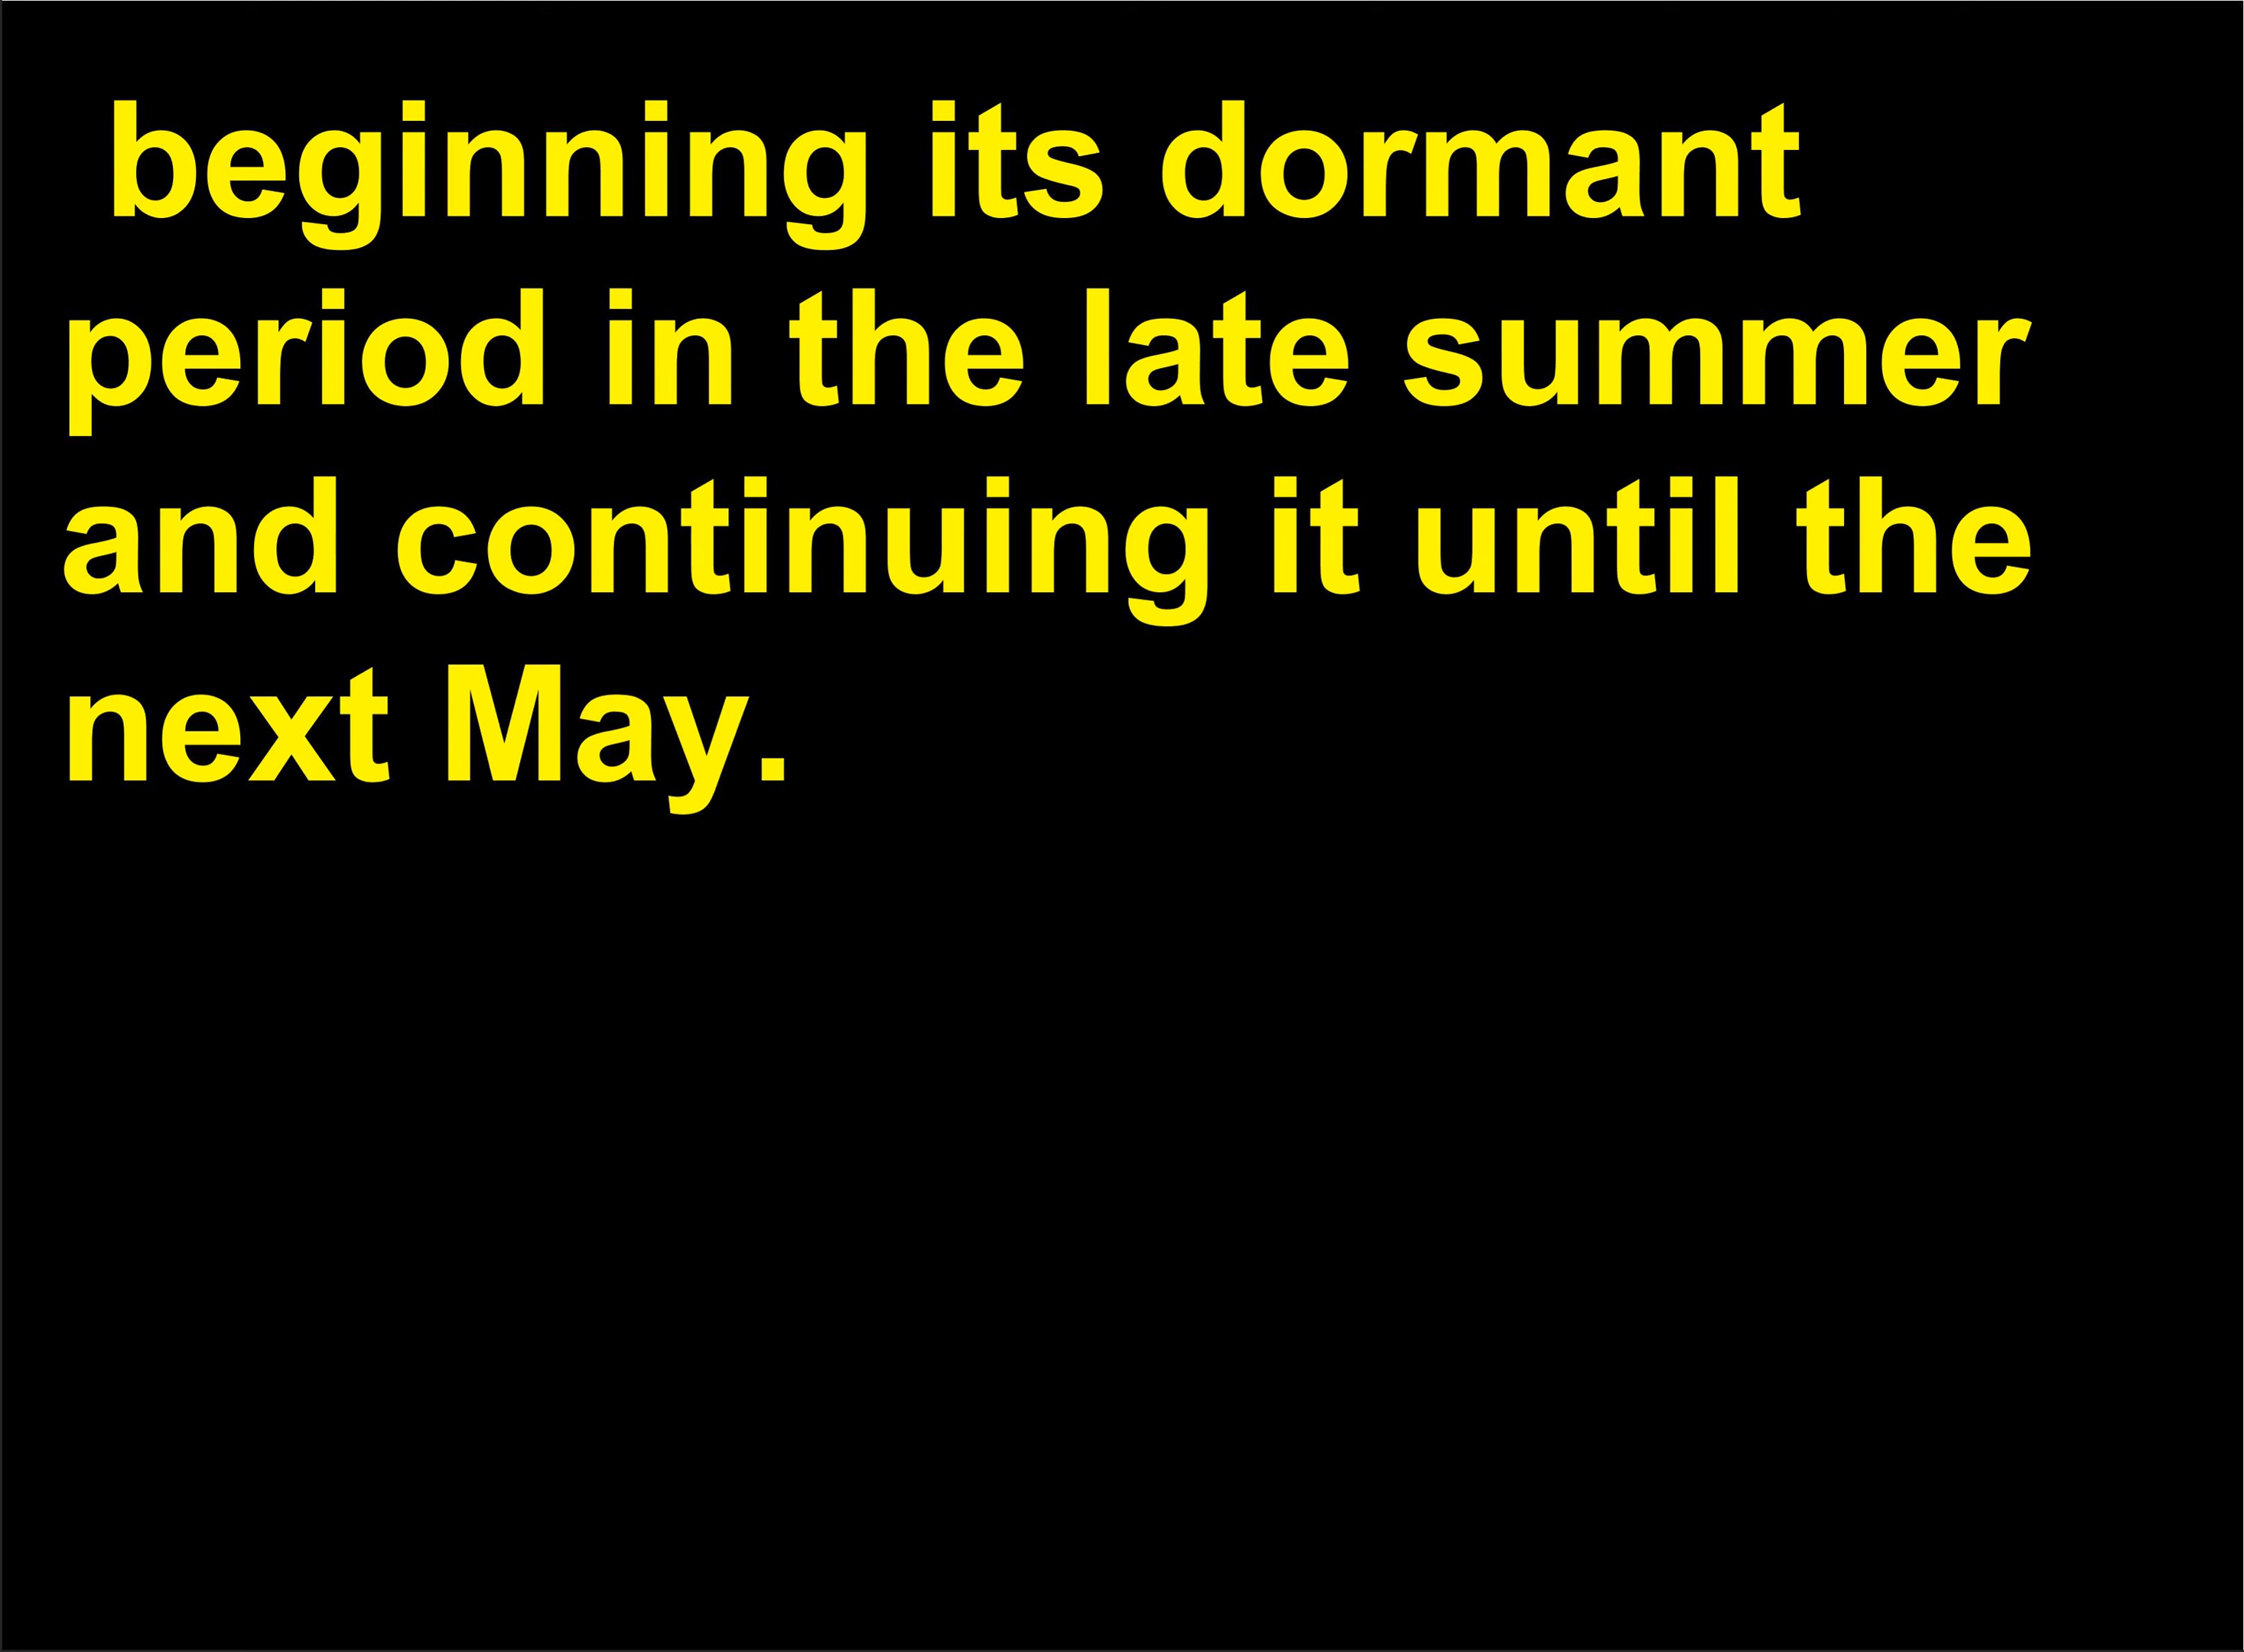 beginning its dormant
period in the late summer
and continuing it until the
next May.